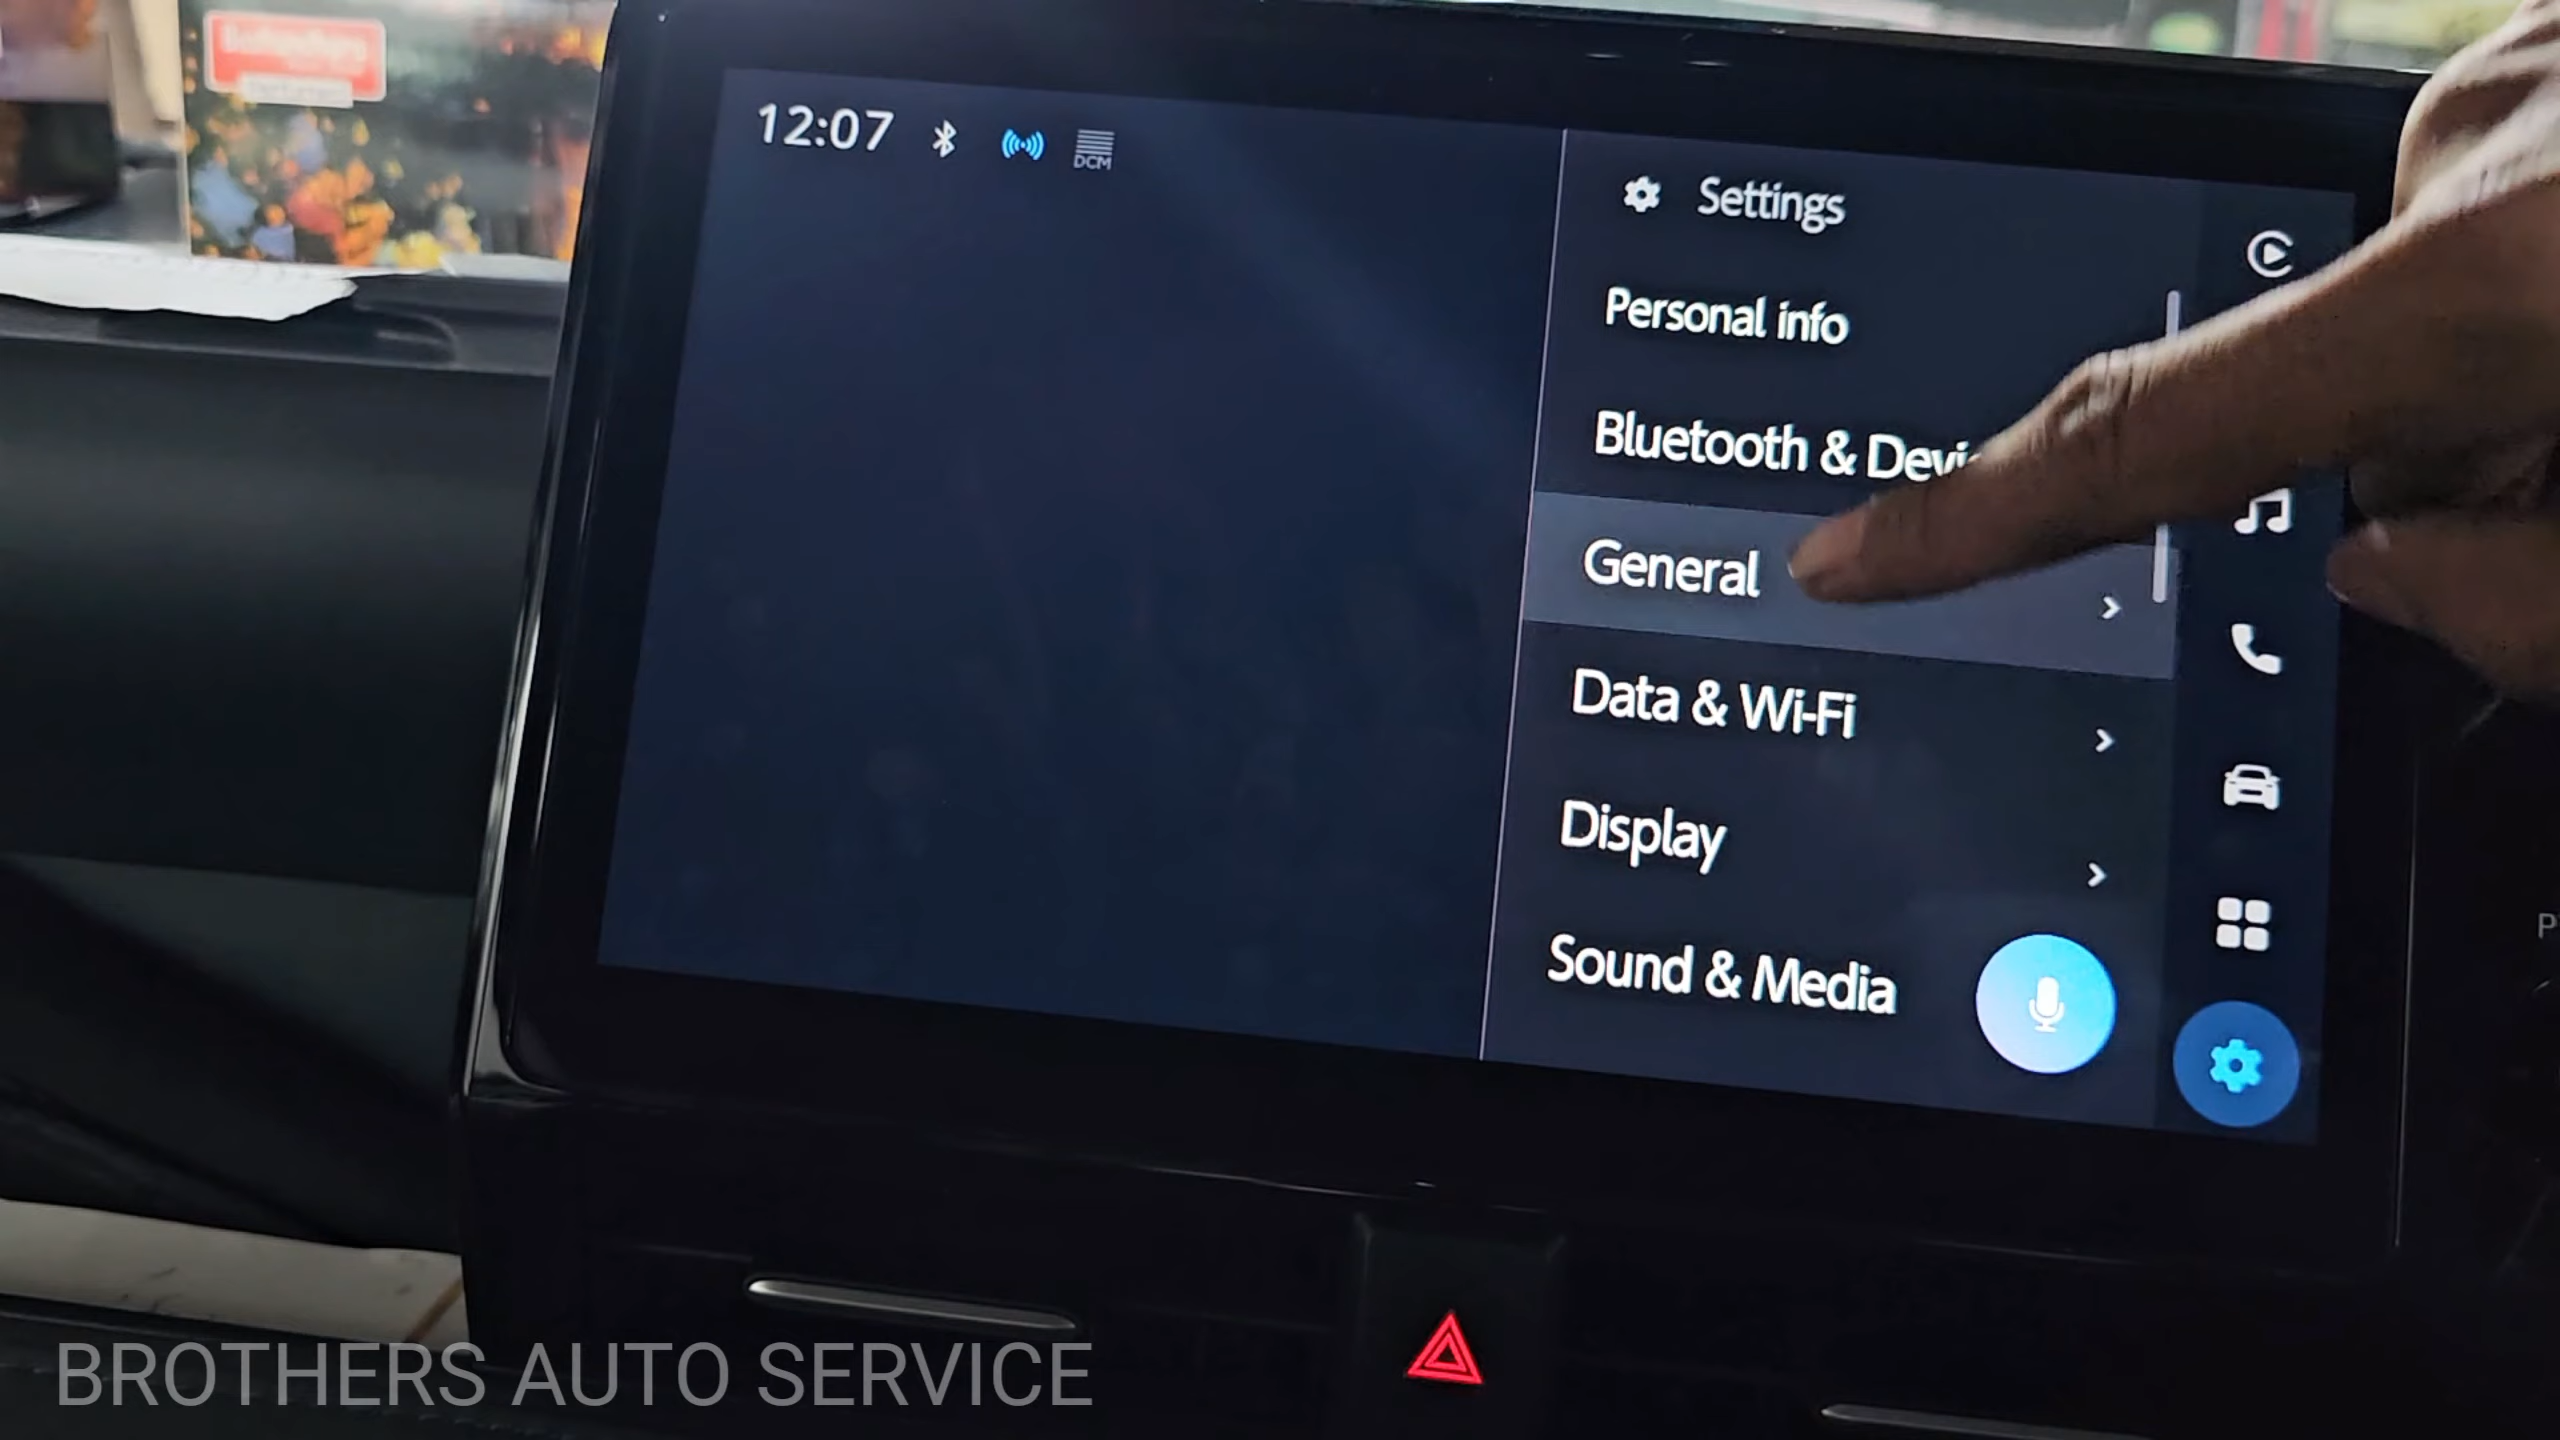 12:07
DCM
Settings
Personal info
Bluetooth & Devi
General
Data & Wi-Fi
Display
Sound & Media
P
BROTHERS AUTO SERVICE